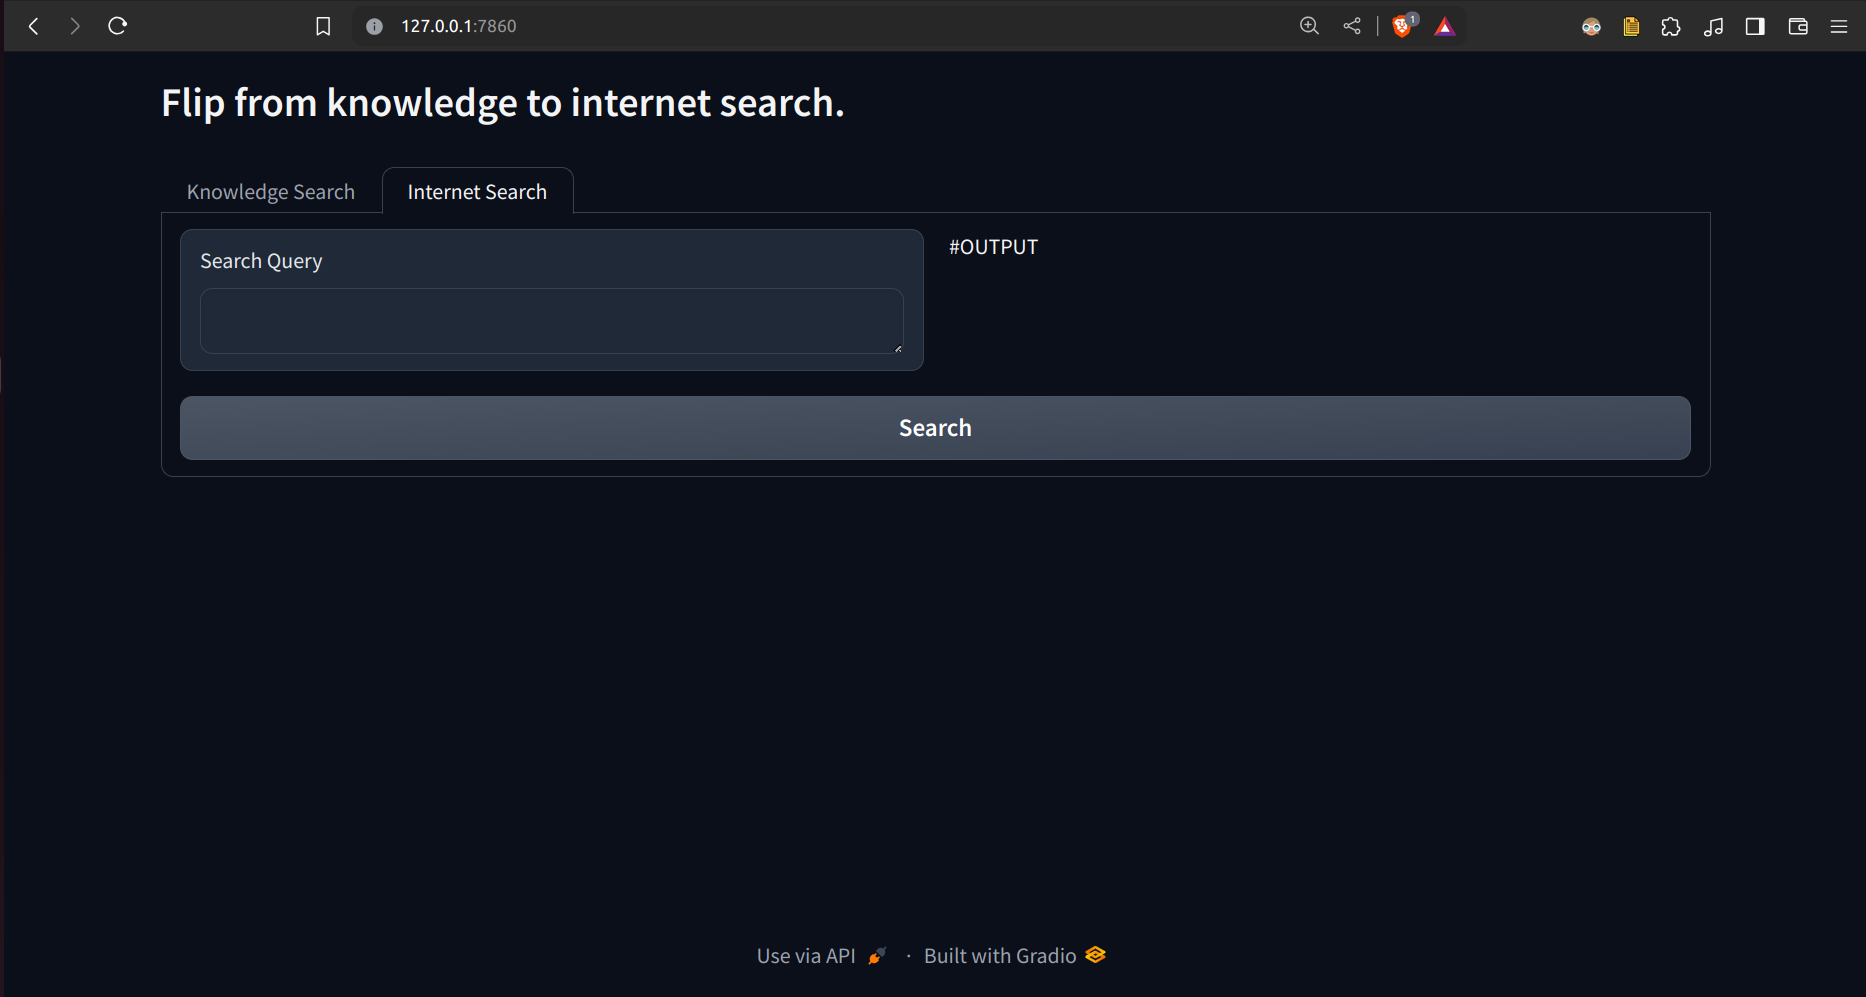 127.0.0.1:7860
1
Flip from knowledge to internet search.
Knowledge Search
Internet Search
Search Query
#OUTPUT
Search
Use via API · Built with Gradio